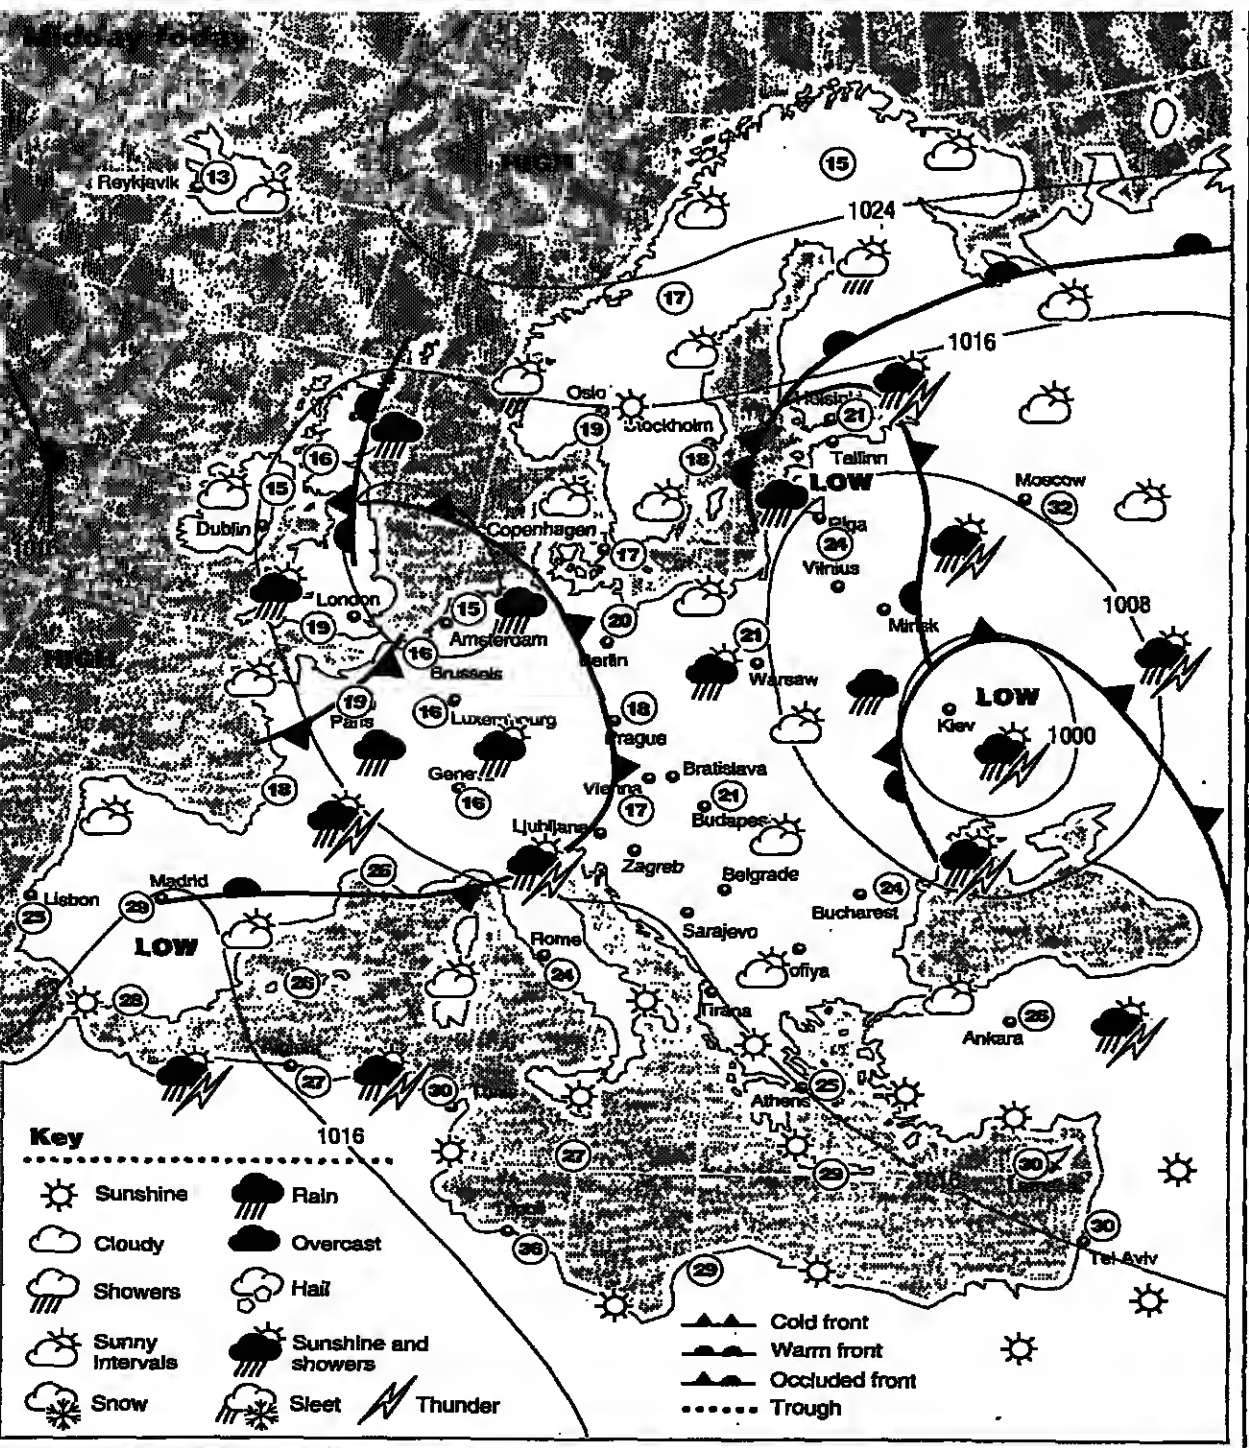 Midday today
HIGH
15
Reykjavik
13
1024
17
1016
Oslo
Stockholm
19
21
18
Tallinn
16
15
LOW
Moscow
32
Dublin
Copenhagen
17
Riga
24
Vilnius
1016
London
19
15
Amsterdam
20
Berlin
21
Minsk
1008
HIGH
16
Brussels
Warsaw
19
Paris
16
Luxembourg
18
Prague
LOW
Kiev
1000
18
16
Vienna
17
Bratislava
21
Budapest
Ljubljana
Zagreb
26
Belgrade
Madrid
29
Lisbon
25
24
Bucharest
LOW
Rome
24
Sarajevo
26
28
Tirana
Ankara
26
27
30
Tunis
Athens
25
1016
27
29
30
36
29
30
Tel Aviv
Key
Sunshine
Rain
Cloudy
Overcast
Showers
Hail
Sunny
Intervals
Sunshine and
showers
Snow
Sleet
Thunder
Cold front
Warm front
Occluded front
Trough